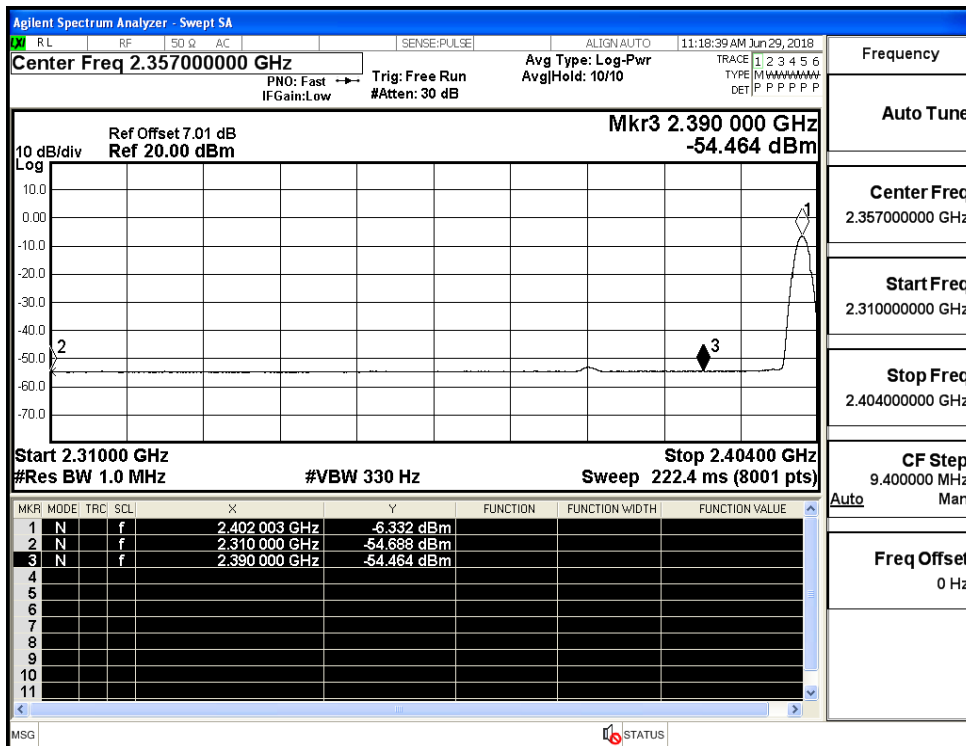 Agilent Spectrum Analyzer - Swept SA
LXI RL RF 50 Ω AC SENSE:PULSE ALIGNAUTO 11:18:39 AM Jun 29, 2018
Center Freq 2.357000000 GHz
PNO: Fast
IFGain:Low
Trig: Free Run
#Atten: 30 dB
Avg Type: Log-Pwr
Avg|Hold: 10/10
TRACE 1 2 3 4 5 6
TYPE M W W W W W
DET P P P P P P
Ref Offset 7.01 dB
10 dB/div Ref 20.00 dBm
Log
Mkr3 2.390 000 GHz
-54.464 dBm
10.0
0.00
-10.0
-20.0
-30.0
-40.0
-50.0
-60.0
-70.0
1
2
3
Start 2.31000 GHz Stop 2.40400 GHz
#Res BW 1.0 MHz #VBW 330 Hz Sweep 222.4 ms (8001 pts)
MKR MODE TRC SCL X Y FUNCTION FUNCTION WIDTH FUNCTION VALUE
1 N f 2.402 003 GHz -6.332 dBm
2 N f 2.310 000 GHz -54.688 dBm
3 N f 2.390 000 GHz -54.464 dBm
4
5
6
7
8
9
10
11
MSG STATUS
Frequency
Auto Tune
Center Freq
2.357000000 GHz
Start Freq
2.310000000 GHz
Stop Freq
2.404000000 GHz
CF Step
9.400000 MHz
Auto Man
Freq Offset
0 Hz